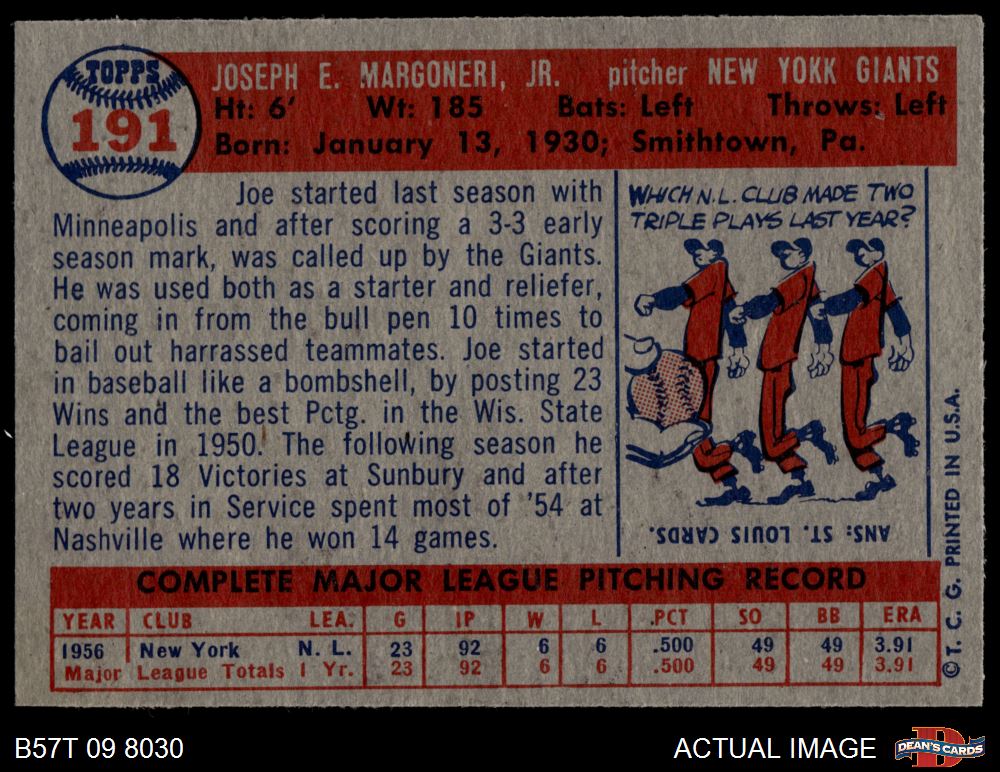 TOPPS
191
JOSEPH E. MARGONERI, JR. pitcher NEW YOKK GIANTS
Ht: 6' Wt: 185 Bats: Left Throws: Left
Born: January 13, 1930; Smithtown, Pa.
Joe started last season with
Minneapolis and after scoring a 3-3 early
season mark, was called up by the Giants.
He was used both as a starter and reliefer,
coming in from the bull pen 10 times to
bail out harrassed teammates. Joe started
in baseball like a bombshell, by posting 23
Wins and the best Pctg. in the Wis. State
League in 1950. The following season he
scored 18 Victories at Sunbury and after
two years in Service spent most of '54 at
Nashville where he won 14 games.
WHICH N.L. CLUB MADE TWO
TRIPLE PLAYS LAST YEAR?
ANS: ST. LOUIS CARDS.
COMPLETE MAJOR LEAGUE PITCHING RECORD
YEAR CLUB LEA. G IP W L .PCT SO BB ERA
1956 New York N. L. 23 92 6 6 .500 49 49 3.91
Major League Totals 1 Yr. 23 92 6 6 .500 49 49 3.91
© T. C. G. PRINTED IN U.S.A.
B57T 09 8030
ACTUAL IMAGE
DEAN'S CARDS